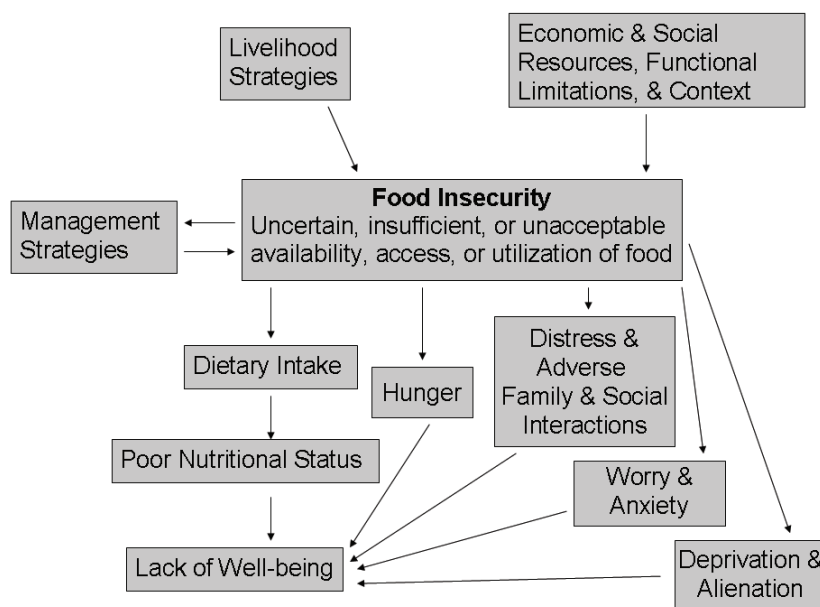 Livelihood
Strategies
Economic & Social
Resources, Functional
Limitations, & Context
Food Insecurity
Uncertain, insufficient, or unacceptable
availability, access, or utilization of food
Management
Strategies
Dietary Intake
Hunger
Distress &
Adverse
Family & Social
Interactions
Poor Nutritional Status
Worry &
Anxiety
Lack of Well-being
Deprivation &
Alienation